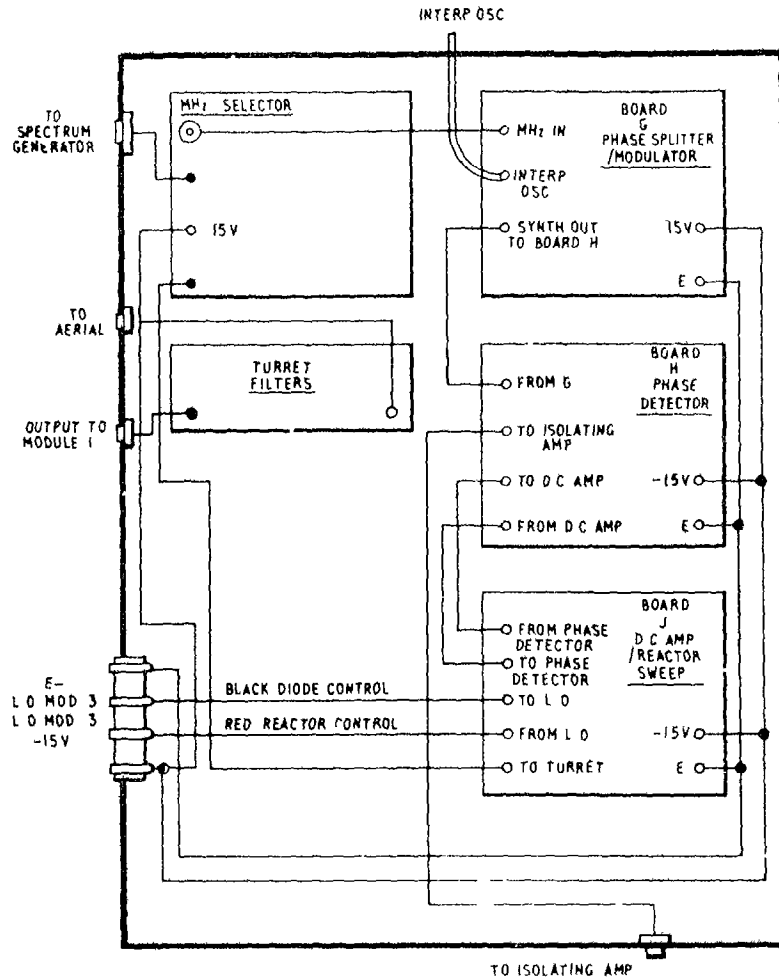 INTERP OSC
TO
SPECTRUM
GENERATOR
MHz SELECTOR
15V
BOARD
G
PHASE SPLITTER
/MODULATOR
MHz IN
INTERP
OSC
SYNTH OUT
TO BOARD H
15V
E
TO
AERIAL
TURRET
FILTERS
OUTPUT TO
MODULE 1
BOARD
H
PHASE
DETECTOR
FROM G
TO ISOLATING
AMP
TO D C AMP
-15V
FROM D C AMP
E
BOARD
J
D C AMP
/REACTOR
SWEEP
FROM PHASE
DETECTOR
TO PHASE
DETECTOR
E-
L O MOD 3
L O MOD 3
-15V
BLACK DIODE CONTROL
TO L O
RED REACTOR CONTROL
FROM L O
-15V
TO TURRET
E
TO ISOLATING AMP